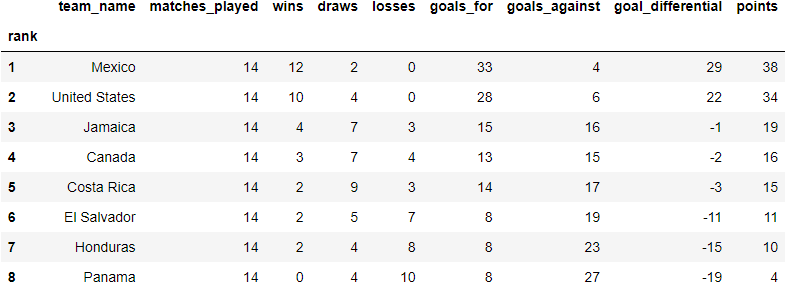 team_name matches_played wins draws losses goals_for goals_against goal_differential points
rank
1 Mexico 14 12 2 0 33 4 29 38
2 United States 14 10 4 0 28 6 22 34
3 Jamaica 14 4 7 3 15 16 -1 19
4 Canada 14 3 7 4 13 15 -2 16
5 Costa Rica 14 2 9 3 14 17 -3 15
6 El Salvador 14 2 5 7 8 19 -11 11
7 Honduras 14 2 4 8 8 23 -15 10
8 Panama 14 0 4 10 8 27 -19 4